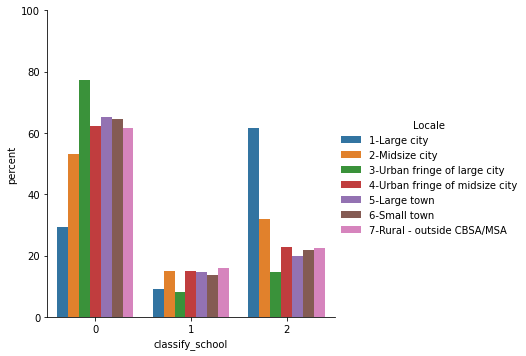 100
80
60
40
20
0
percent
0
1
2
classify_school
Locale
1-Large city
2-Midsize city
3-Urban fringe of large city
4-Urban fringe of midsize city
5-Large town
6-Small town
7-Rural - outside CBSA/MSA